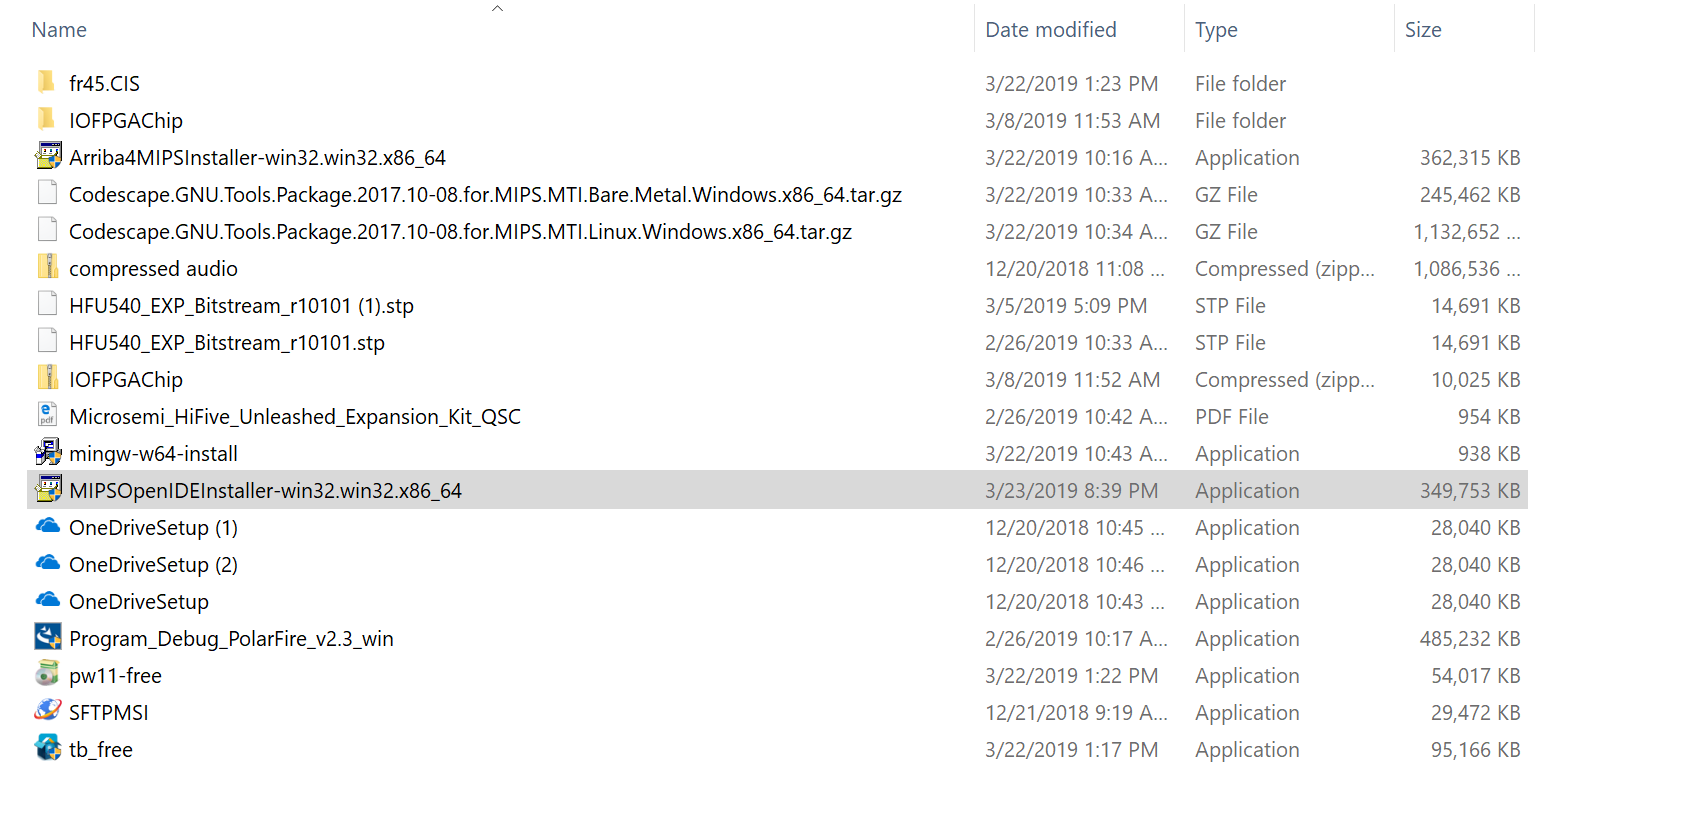 Name Date modified Type Size
fr45.CIS 3/22/2019 1:23 PM File folder
IOFPGAChip 3/8/2019 11:53 AM File folder
Arriba4MIPSInstaller-win32.win32.x86_64 3/22/2019 10:16 A... Application 362,315 KB
Codescape.GNU.Tools.Package.2017.10-08.for.MIPS.MTI.Bare.Metal.Windows.x86_64.tar.gz 3/22/2019 10:33 A... GZ File 245,462 KB
Codescape.GNU.Tools.Package.2017.10-08.for.MIPS.MTI.Linux.Windows.x86_64.tar.gz 3/22/2019 10:34 A... GZ File 1,132,652 ...
compressed audio 12/20/2018 11:08 ... Compressed (zipp... 1,086,536 ...
HFU540_EXP_Bitstream_r10101 (1).stp 3/5/2019 5:09 PM STP File 14,691 KB
HFU540_EXP_Bitstream_r10101.stp 2/26/2019 10:33 A... STP File 14,691 KB
IOFPGAChip 3/8/2019 11:52 AM Compressed (zipp... 10,025 KB
Microsemi_HiFive_Unleashed_Expansion_Kit_QSC 2/26/2019 10:42 A... PDF File 954 KB
mingw-w64-install 3/22/2019 10:43 A... Application 938 KB
MIPSOpenIDEInstaller-win32.win32.x86_64 3/23/2019 8:39 PM Application 349,753 KB
OneDriveSetup (1) 12/20/2018 10:45 ... Application 28,040 KB
OneDriveSetup (2) 12/20/2018 10:46 ... Application 28,040 KB
OneDriveSetup 12/20/2018 10:43 ... Application 28,040 KB
Program_Debug_PolarFire_v2.3_win 2/26/2019 10:17 A... Application 485,232 KB
pw11-free 3/22/2019 1:22 PM Application 54,017 KB
SFTPMSI 12/21/2018 9:19 A... Application 29,472 KB
tb_free 3/22/2019 1:17 PM Application 95,166 KB